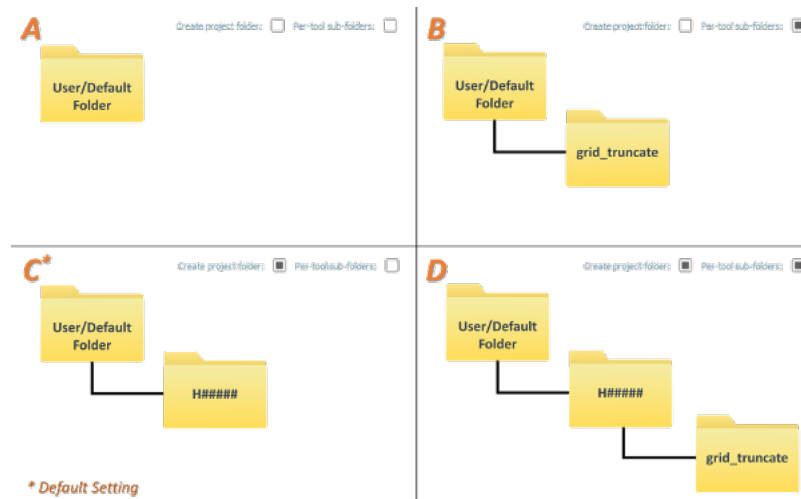 A
Create project folder:
Per-tool sub-folders:
User/Default
Folder
B
Create project folder:
Per-tool sub-folders:
User/Default
Folder
grid_truncate
C*
Create project folder:
Per-tool sub-folders:
User/Default
Folder
H#####
* Default Setting
D
Create project folder:
Per-tool sub-folders:
User/Default
Folder
H#####
grid_truncate